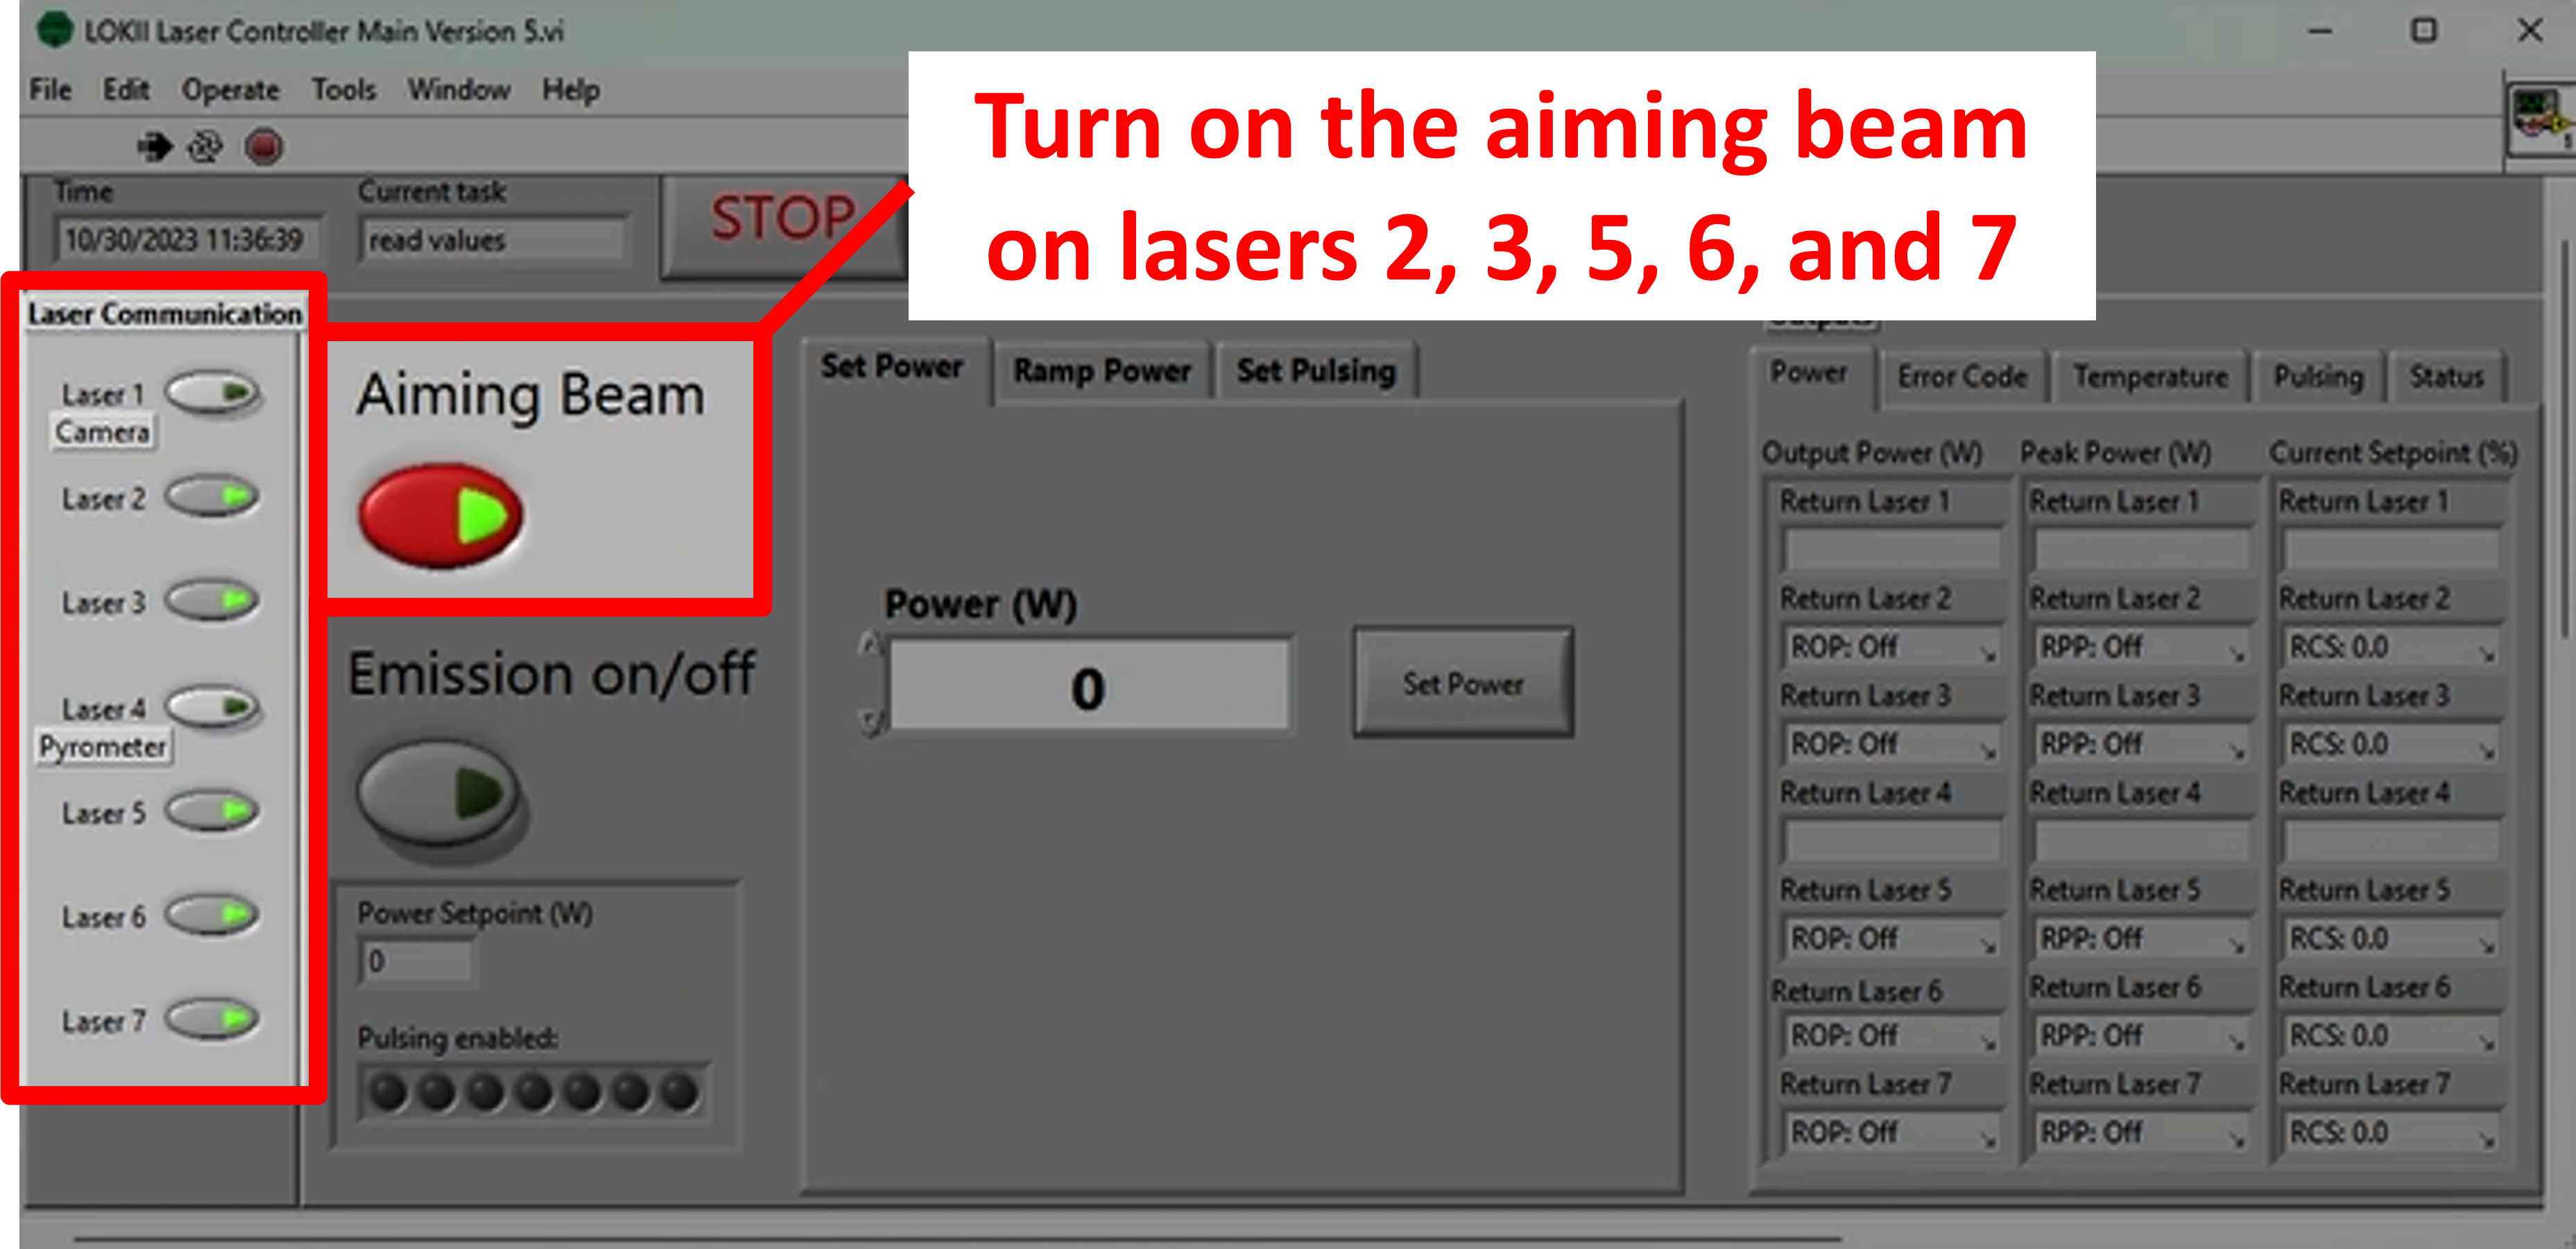 LOKII Laser Controller Main Version 5.vi
File Edit Operate Tools Window Help
Turn on the aiming beam
on lasers 2, 3, 5, 6, and 7
Time
10/30/2023 11:36:39
Current task
read values
STOP
Laser Communication
Laser 1
Camera
Laser 2
Laser 3
Laser 4
Pyrometer
Laser 5
Laser 6
Laser 7
Aiming Beam
Emission on/off
Power Setpoint (W)
0
Pulsing enabled:
Set Power Ramp Power Set Pulsing
Power (W)
0
Set Power
Outputs
Power Error Code Temperature Pulsing Status
Output Power (W) Peak Power (W) Current Setpoint (%)
Return Laser 1 Return Laser 1 Return Laser 1
Return Laser 2 Return Laser 2 Return Laser 2
ROP: Off RPP: Off RCS: 0.0
Return Laser 3 Return Laser 3 Return Laser 3
ROP: Off RPP: Off RCS: 0.0
Return Laser 4 Return Laser 4 Return Laser 4
Return Laser 5 Return Laser 5 Return Laser 5
ROP: Off RPP: Off RCS: 0.0
Return Laser 6 Return Laser 6 Return Laser 6
ROP: Off RPP: Off RCS: 0.0
Return Laser 7 Return Laser 7 Return Laser 7
ROP: Off RPP: Off RCS: 0.0